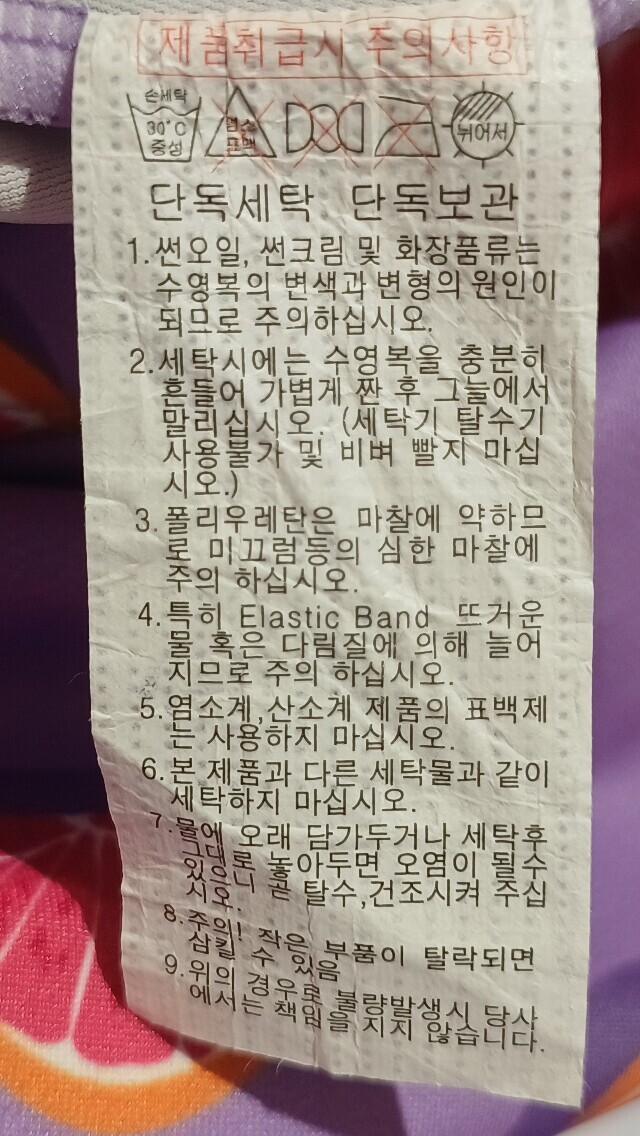 제품취급시 주의사항
손세탁
30°C
중성
염소
표백
뉘어서
단독세탁 단독보관
1.썬오일, 썬크림 및 화장품류는
수영복의 변색과 변형의 원인이
되므로 주의하십시오.
2.세탁시에는 수영복을 충분히
흔들어 가볍게 짠 후 그늘에서
말리십시오. (세탁기 탈수기
사용불가 및 비벼 빨지 마십
시오.)
3.폴리우레탄은 마찰에 약하므
로 미끄럼등의 심한 마찰에
주의 하십시오.
4.특히 Elastic Band 뜨거운
물 혹은 다림질에 의해 늘어
지므로 주의 하십시오.
5.염소계,산소계 제품의 표백제
는 사용하지 마십시오.
6.본 제품과 다른 세탁물과 같이
세탁하지 마십시오.
7.물에 오래 담가두거나 세탁후
그대로 놓아두면 오염이 될수
있으니 곧 탈수,건조시켜 주십
시오.
8.주의! 작은 부품이 탈락되면
삼킬 수 있음
9.위의 경우로 불량발생시 당사
에서는 책임을 지지 않습니다.